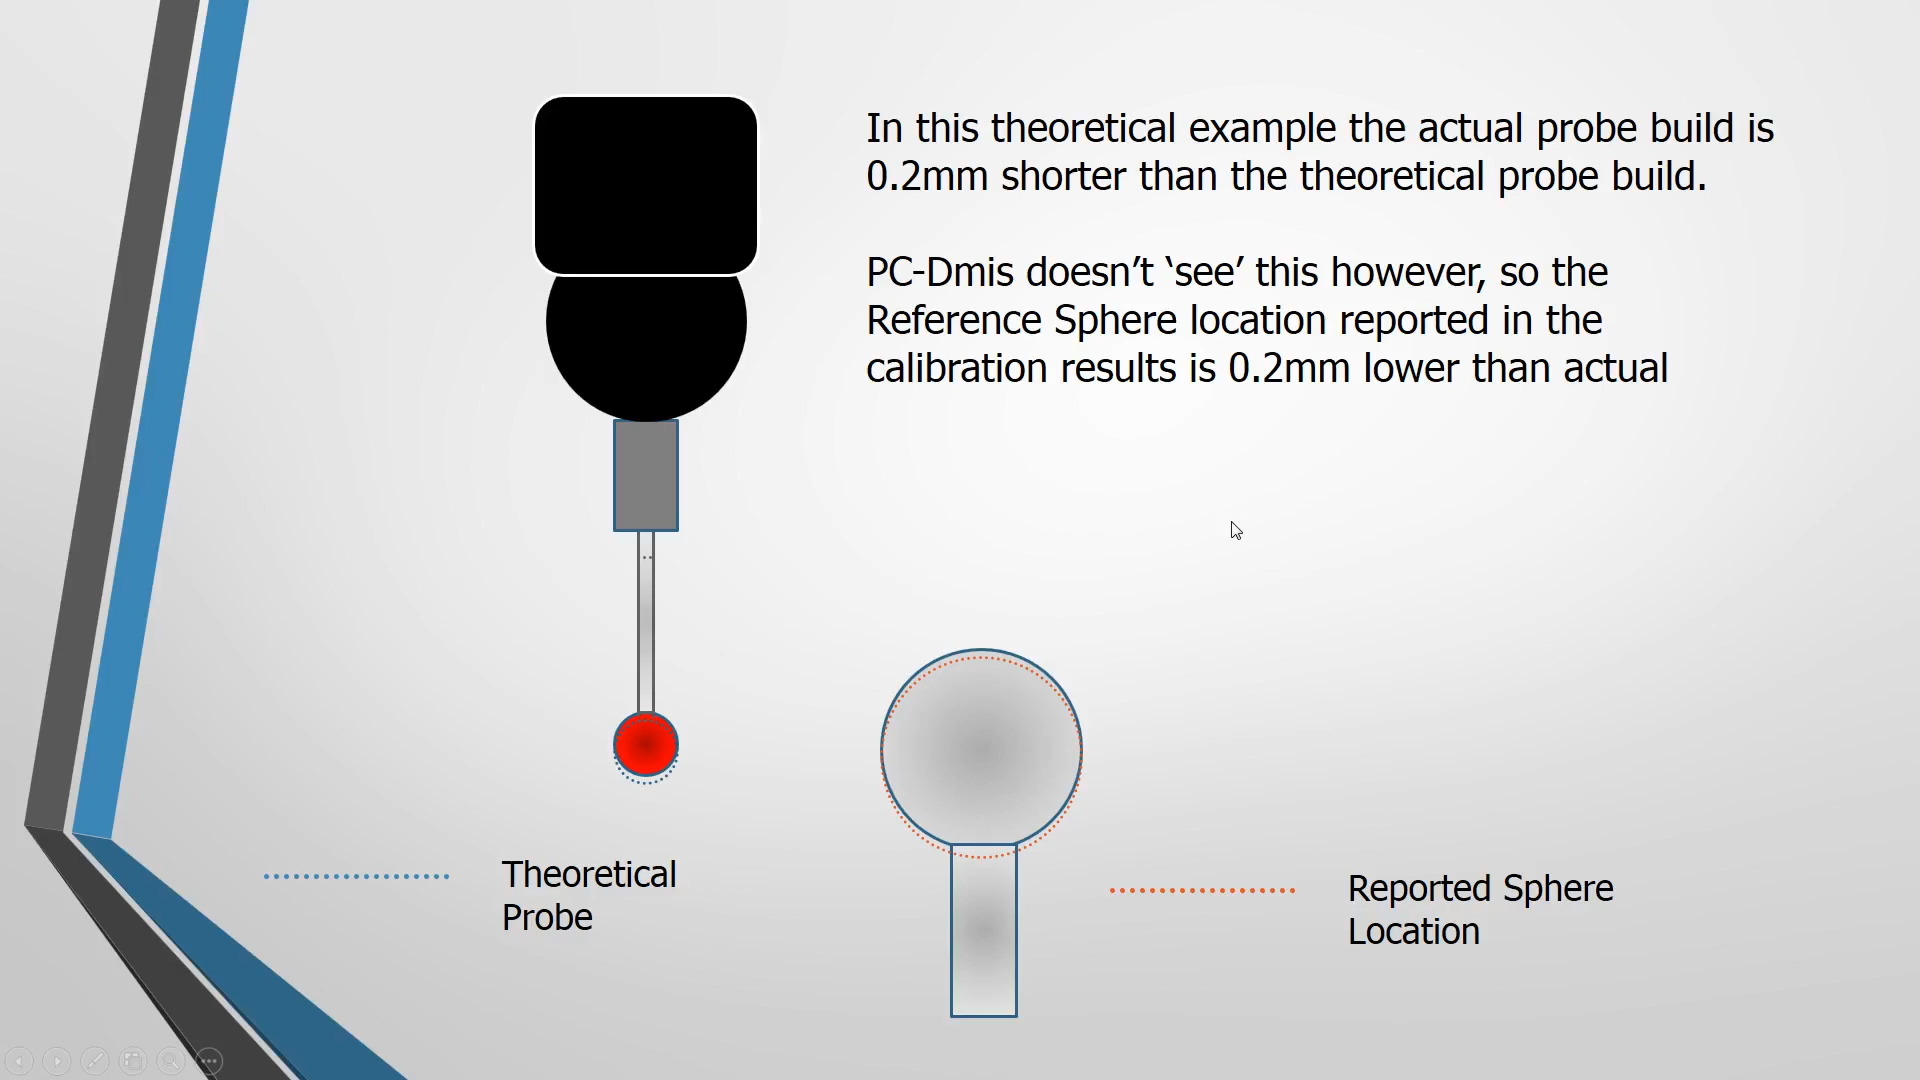 In this theoretical example the actual probe build is
0.2mm shorter than the theoretical probe build.
PC-Dmis doesn’t ‘see’ this however, so the
Reference Sphere location reported in the
calibration results is 0.2mm lower than actual
Theoretical
Probe
Reported Sphere
Location